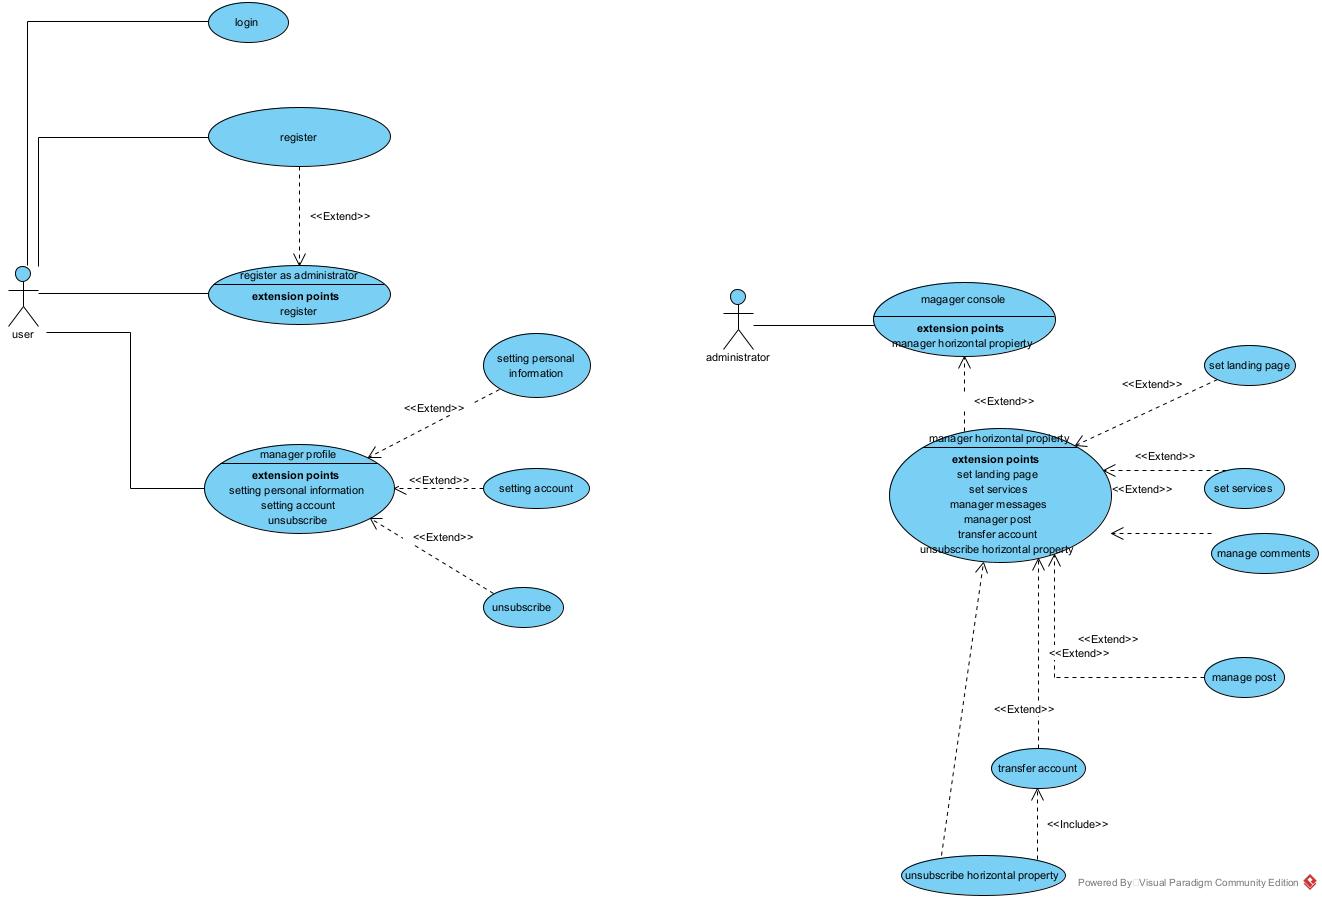 login
register
<<Extend>>
register as administrator
extension points
register
user
setting personal
information
<<Extend>>
manager profile
extension points
setting personal information
setting account
unsubscribe
<<Extend>>
setting account
<<Extend>>
unsubscribe
magager console
extension points
manager horizontal propierty
administrator
<<Extend>>
set landing page
<<Extend>>
manager horizontal propierty
extension points
set landing page
set services
manager messages
manager post
transfer account
unsubscribe horizontal property
<<Extend>>
<<Extend>>
set services
manage comments
<<Extend>>
<<Extend>>
manage post
<<Extend>>
transfer account
<<Include>>
unsubscribe horizontal property
Powered By Visual Paradigm Community Edition